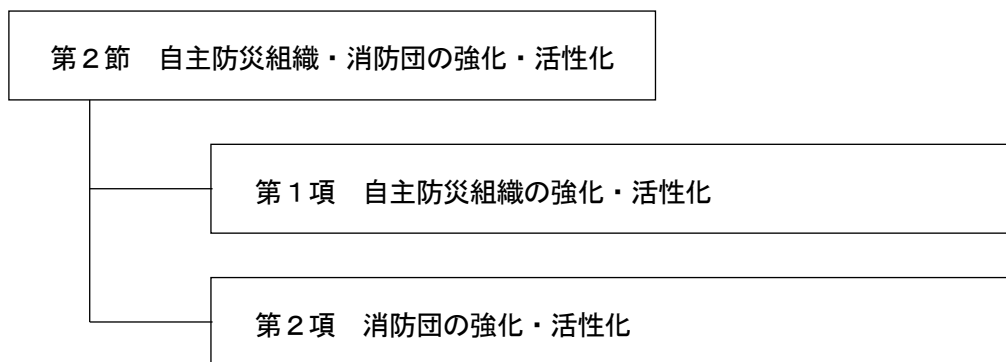 第２節　自主防災組織・消防団の強化・活性化
第１項　自主防災組織の強化・活性化
第２項　消防団の強化・活性化